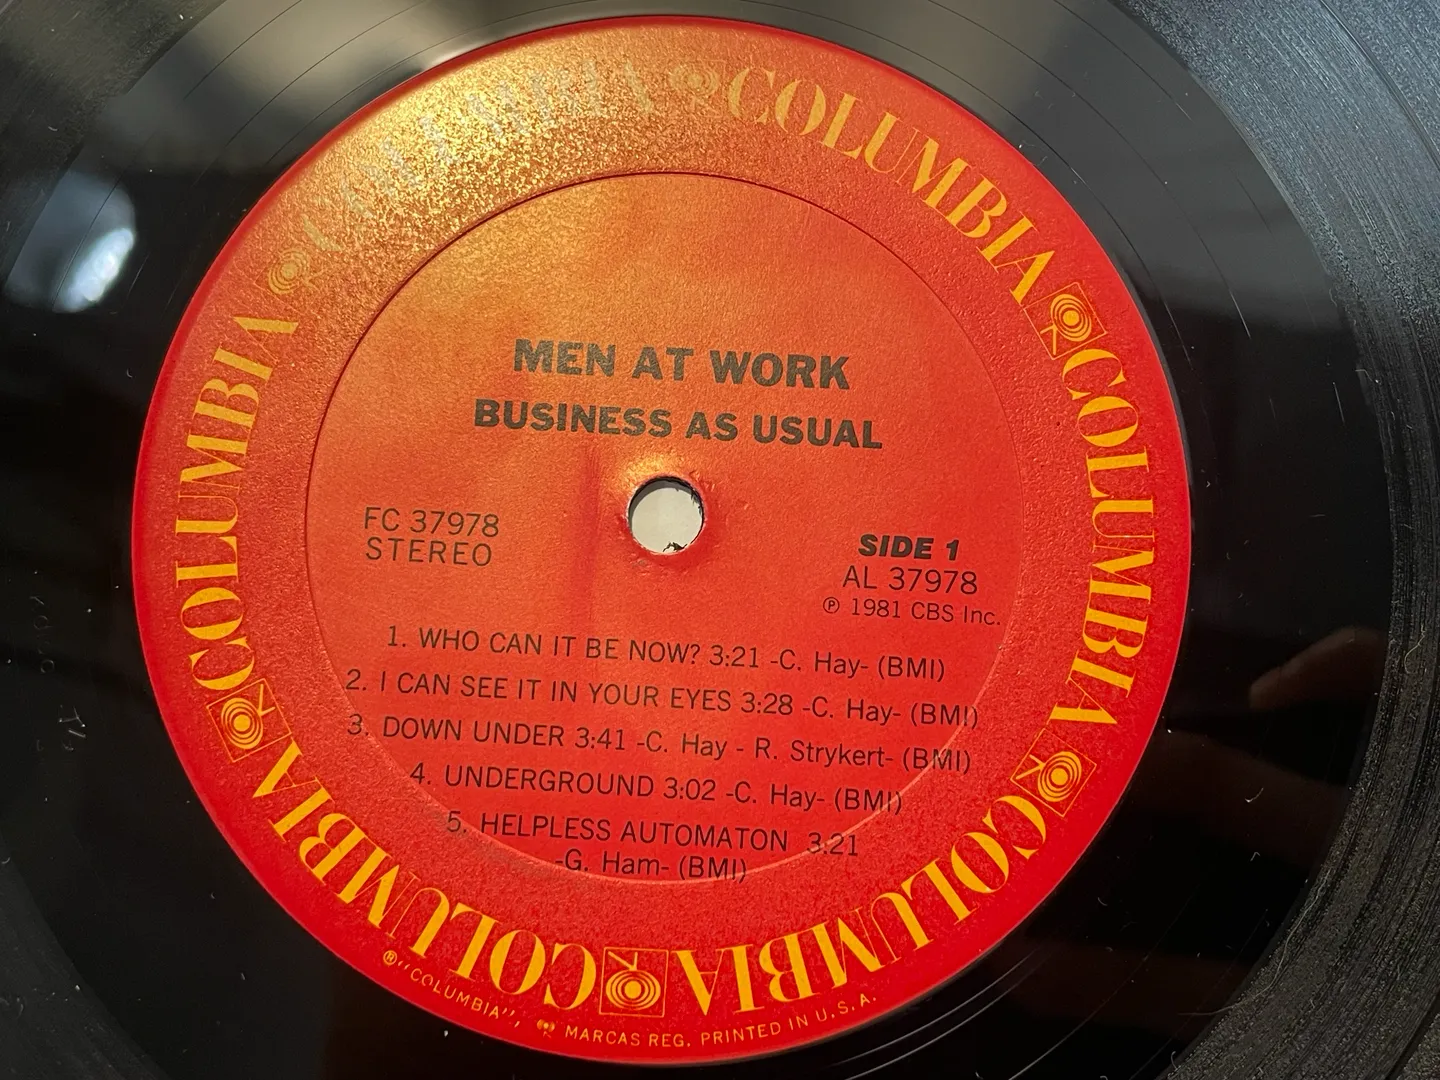 COLUMBIA COLUMBIA COLUMBIA COLUMBIA COLUMBIA COLUMBIA COLUMBIA COLUMBIA
MEN AT WORK
BUSINESS AS USUAL
FC 37978
STEREO
SIDE 1
AL 37978
℗ 1981 CBS Inc.
1. WHO CAN IT BE NOW? 3:21 -C. Hay- (BMI)
2. I CAN SEE IT IN YOUR EYES 3:28 -C. Hay- (BMI)
3. DOWN UNDER 3:41 -C. Hay - R. Strykert- (BMI)
4. UNDERGROUND 3:02 -C. Hay- (BMI)
5. HELPLESS AUTOMATON 3:21
-G. Ham- (BMI)
®"COLUMBIA", MARCAS REG. PRINTED IN U.S.A.